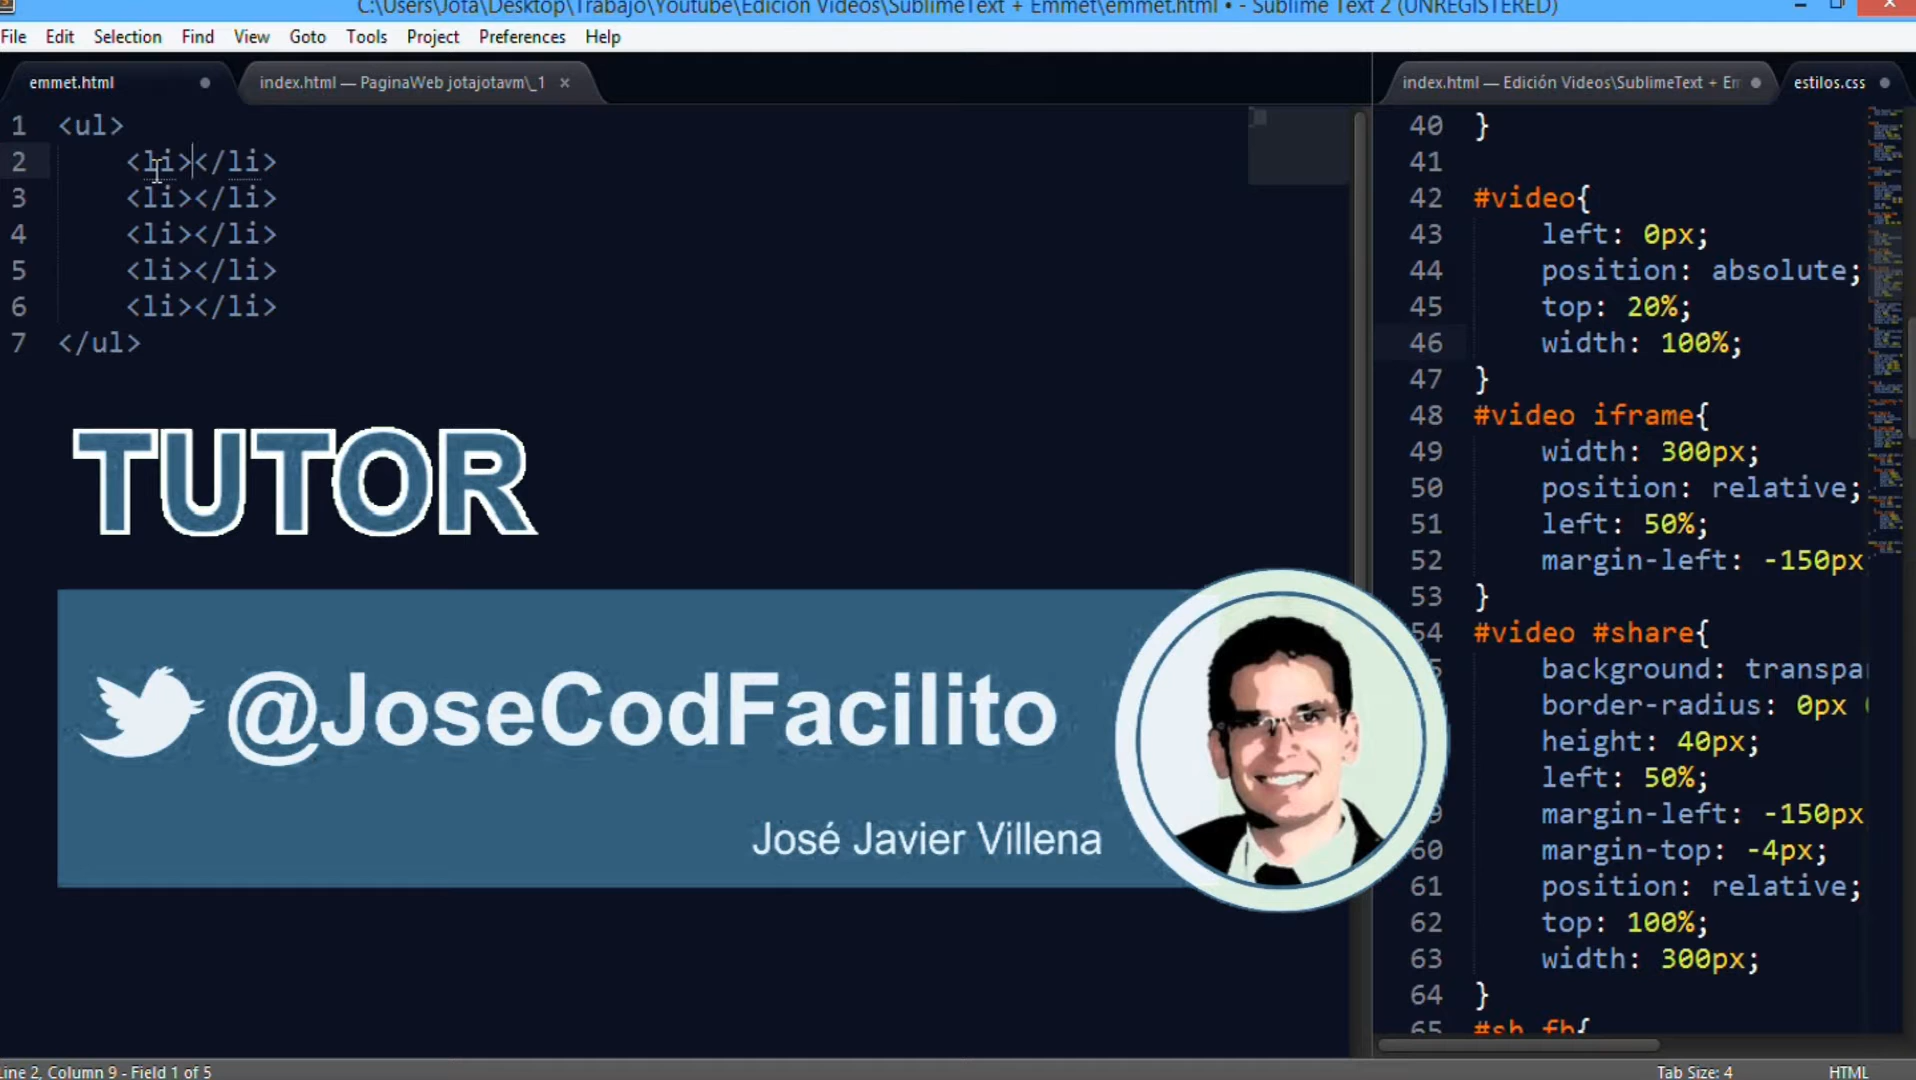 C:\Users\Jota\Desktop\Trabajo\Youtube\Edición Videos\SublimeText + Emmet\emmet.html • - Sublime Text 2 (UNREGISTERED)
File Edit Selection Find View Goto Tools Project Preferences Help
emmet.html
index.html — PaginaWeb jotajotavm\_1 ×
1 <ul>
2 <li></li>
3 <li></li>
4 <li></li>
5 <li></li>
6 <li></li>
7 </ul>
TUTOR
@JoseCodFacilito
José Javier Villena
index.html — Edición Videos\SublimeText + Em
estilos.css
40 }
41
42 #video{
43 left: 0px;
44 position: absolute;
45 top: 20%;
46 width: 100%;
47 }
48 #video iframe{
49 width: 300px;
50 position: relative;
51 left: 50%;
52 margin-left: -150px
53 }
54 #video #share{
background: transpa
border-radius: 0px
height: 40px;
left: 50%;
margin-left: -150px
60 margin-top: -4px;
61 position: relative;
62 top: 100%;
63 width: 300px;
64 }
65 #sh fb{
Line 2, Column 9 - Field 1 of 5
Tab Size: 4
HTML